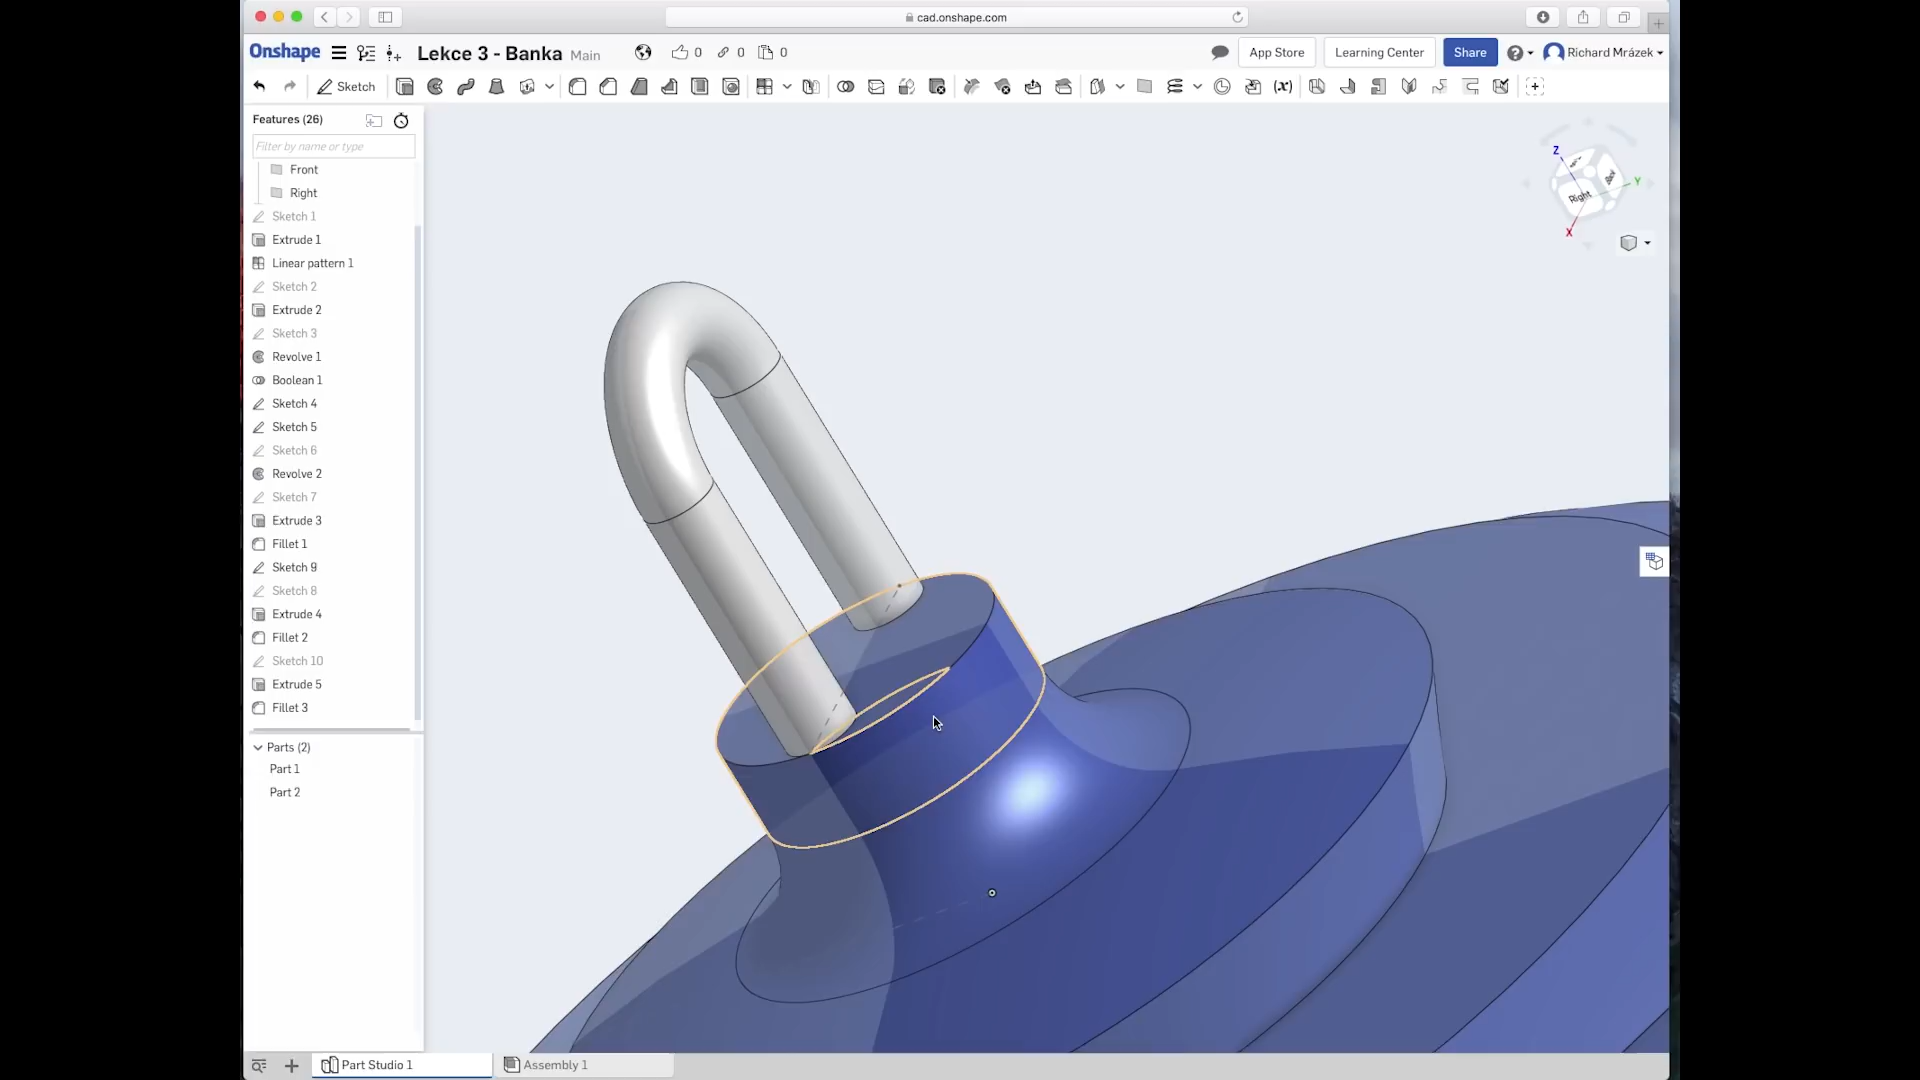 cad.onshape.com
Onshape
Lekce 3 - Banka Main
0 0 0
App Store
Learning Center
Share
Richard Mrázek
Sketch
(x)
Features (26)
Filter by name or type
Front
Right
Sketch 1
Extrude 1
Linear pattern 1
Sketch 2
Extrude 2
Sketch 3
Revolve 1
Boolean 1
Sketch 4
Sketch 5
Sketch 6
Revolve 2
Sketch 7
Extrude 3
Fillet 1
Sketch 9
Sketch 8
Extrude 4
Fillet 2
Sketch 10
Extrude 5
Fillet 3
Parts (2)
Part 1
Part 2
Z
Y
X
Right
Back
Part Studio 1
Assembly 1